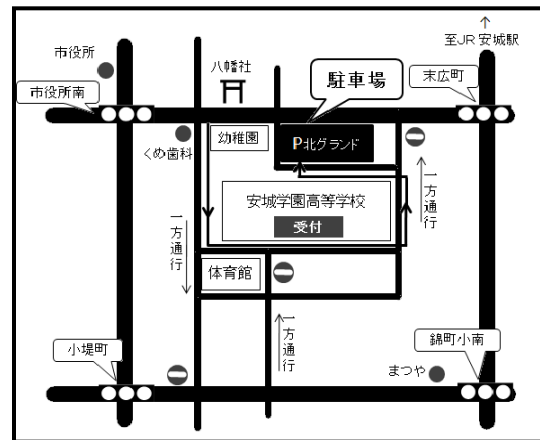 ↑
至JR 安城駅
市役所
八幡社
駐車場
末広町
市役所南
幼稚園
P北グランド
くめ歯科
一方通行
安城学園高等学校
受付
一方通行
体育館
一方通行
小堤町
錦町小南
まつや